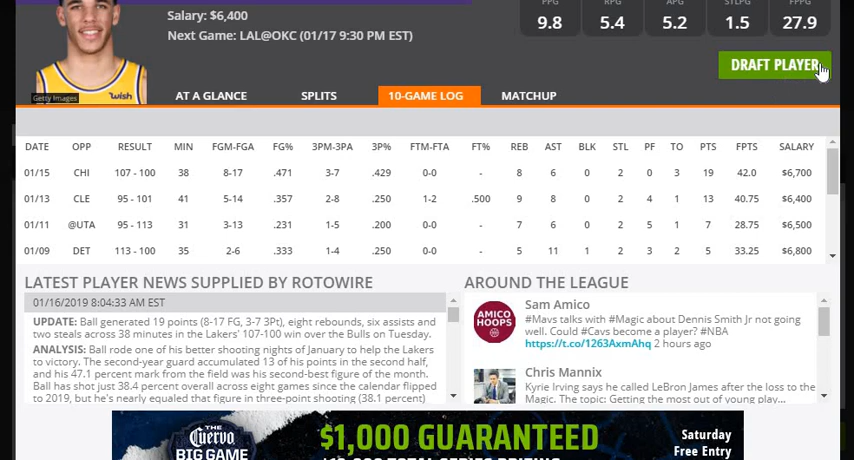 Salary: $6,400
Next Game: LAL@OKC (01/17 9:30 PM EST)
PPG RPG APG STLPG FPPG
9.8 5.4 5.2 1.5 27.9
DRAFT PLAYER
wish
Getty Images
AT A GLANCE SPLITS 10-GAME LOG MATCHUP
DATE OPP RESULT MIN FGM-FGA FG% 3PM-3PA 3P% FTM-FTA FT% REB AST BLK STL PF TO PTS FPTS SALARY
01/15 CHI 107 - 100 38 8-17 .471 3-7 .429 0-0 - 8 6 0 2 0 3 19 42.0 $6,700
01/13 CLE 95 - 101 41 5-14 .357 2-8 .250 1-2 .500 9 8 0 2 4 1 13 40.75 $6,400
01/11 @UTA 95 - 113 31 3-13 .231 1-5 .200 0-0 - 7 6 0 2 5 1 7 28.75 $6,500
01/09 DET 113 - 100 35 2-6 .333 1-4 .250 0-0 - 5 11 1 2 3 2 5 33.25 $6,800
LATEST PLAYER NEWS SUPPLIED BY ROTOWIRE
01/16/2019 8:04:33 AM EST
UPDATE: Ball generated 19 points (8-17 FG, 3-7 3Pt), eight rebounds, six assists and
two steals across 38 minutes in the Lakers' 107-100 win over the Bulls on Tuesday.
ANALYSIS: Ball rode one of his better shooting nights of January to help the Lakers
to victory. The second-year guard accumulated 13 of his points in the second half,
and his 47.1 percent mark from the field was his second-best figure of the month.
Ball has shot just 38.4 percent overall across eight games since the calendar flipped
to 2019, but he's nearly equaled that figure in three-point shooting (38.1 percent)
AROUND THE LEAGUE
AMICO
HOOPS
Sam Amico
#Mavs talks with #Magic about Dennis Smith Jr not going
well. Could #Cavs become a player? #NBA
https://t.co/1263AxmAhq 2 hours ago
Chris Mannix
Kyrie Irving says he called LeBron James after the loss to the
Magic. The topic: Getting the most out of young play...
THE
Cuervo
BIG GAME
$1,000 GUARANTEED
Saturday
Free Entry